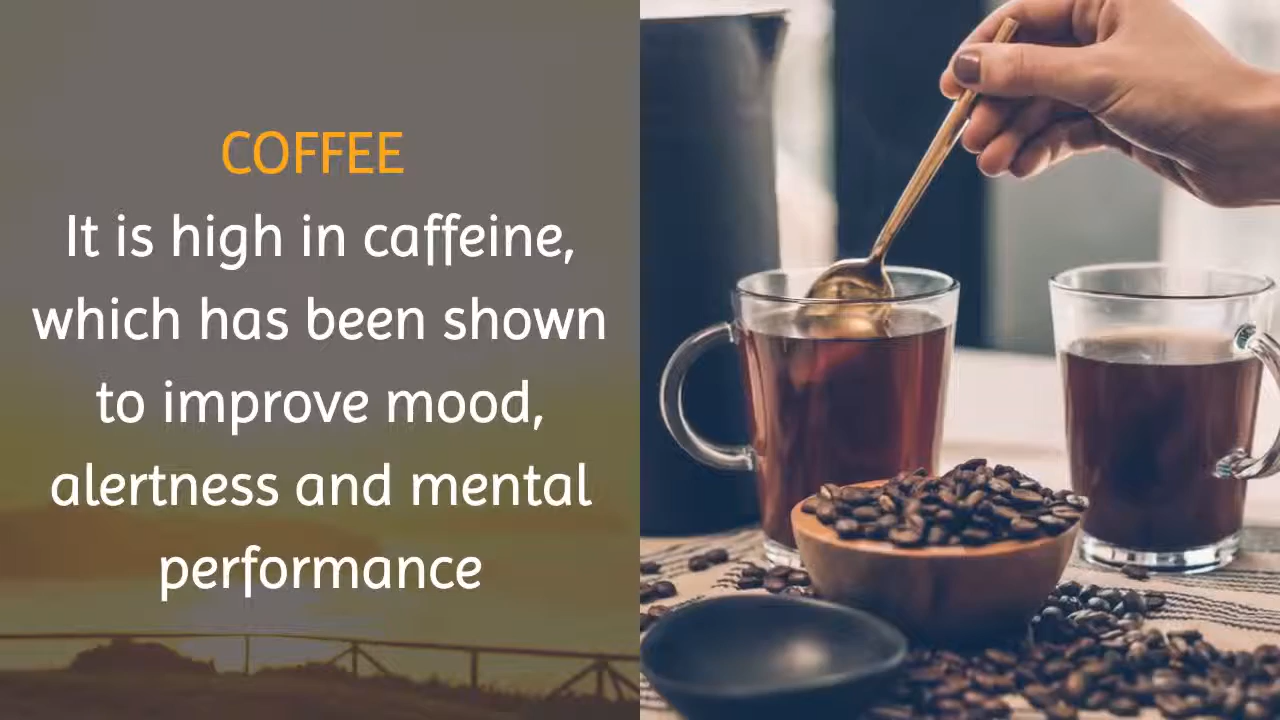 COFFEE
It is high in caffeine,
which has been shown
to improve mood,
alertness and mental
performance